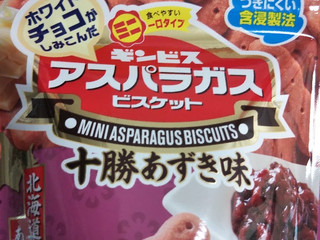 ホワイト
チョコが
しみこんだ
ミニ
食べやすい
一口タイプ
つきにくい
含浸製法
ギンビス
アスパラガス
ビスケット
MINI ASPARAGUS BISCUITS
十勝あずき味
北海道
あ